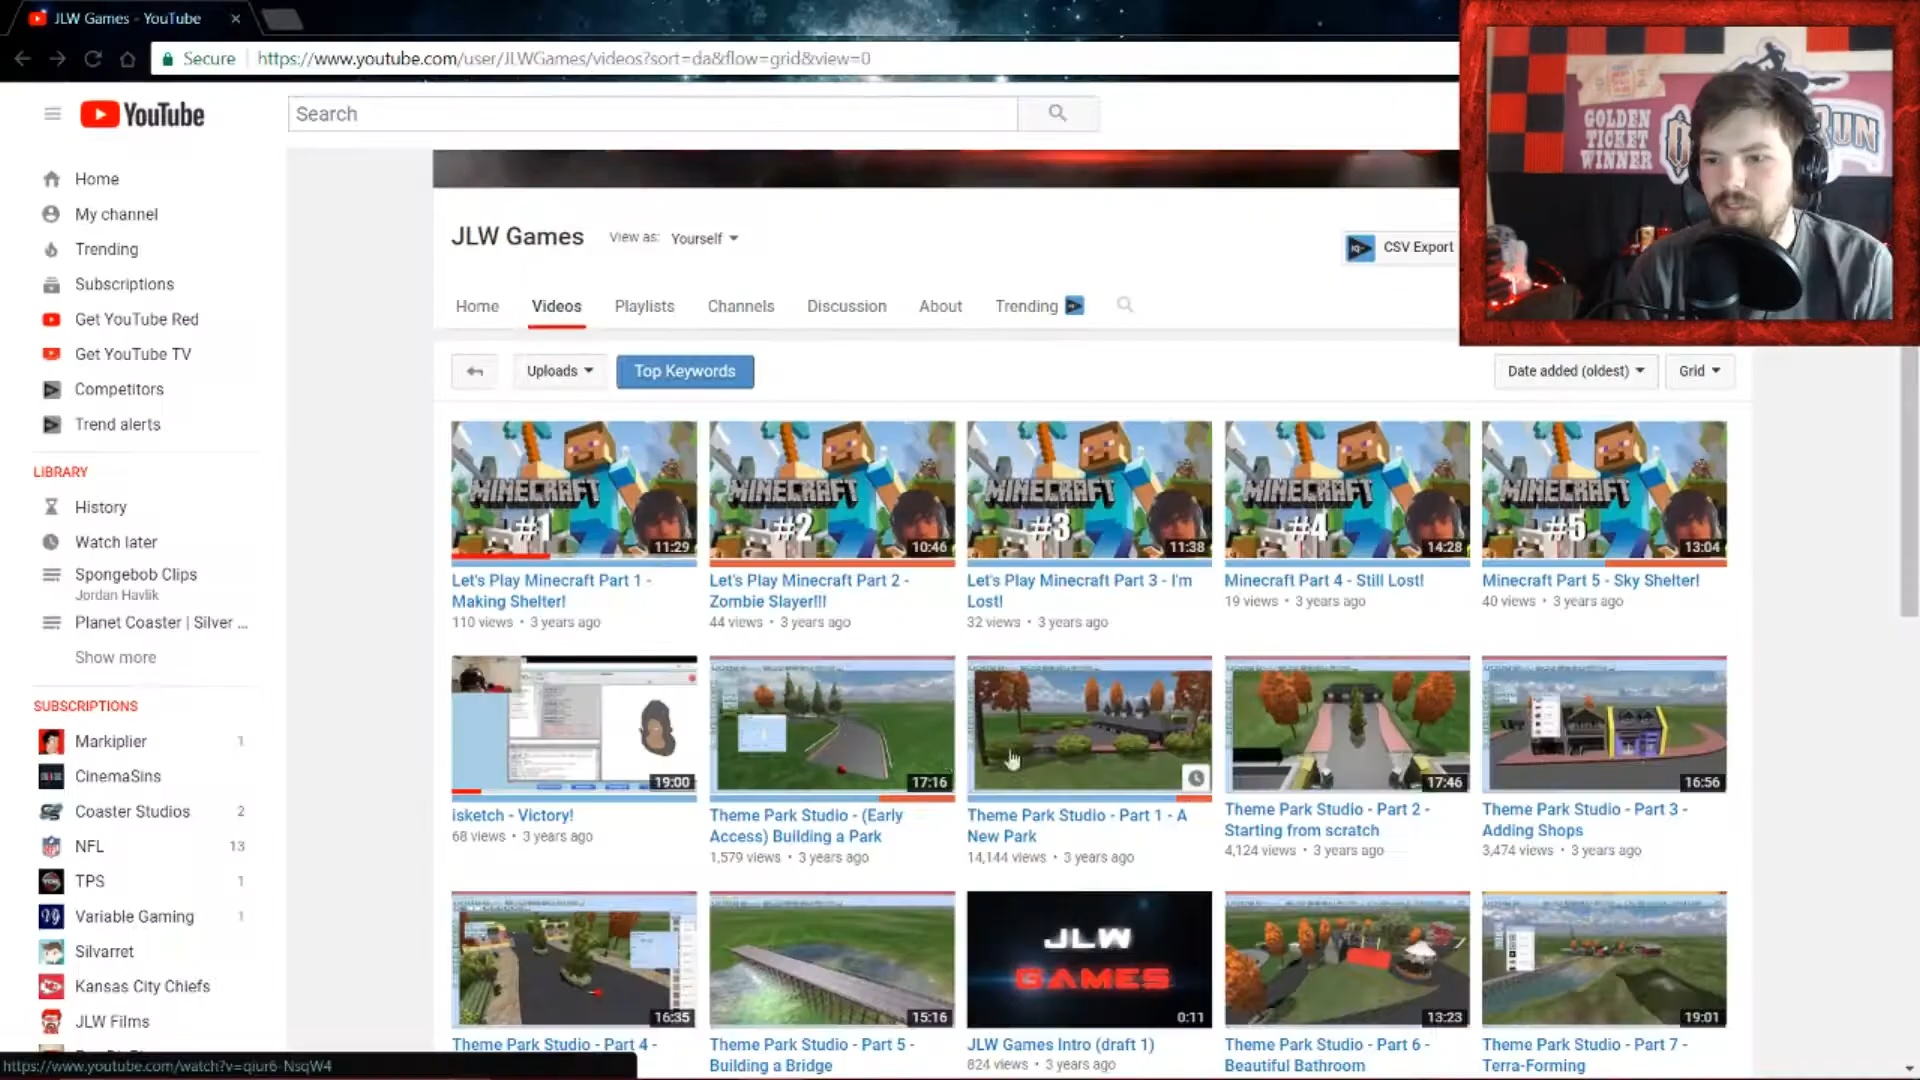 JLW Games - YouTube
Secure https://www.youtube.com/user/JLWGames/videos?sort=da&flow=grid&view=0
YouTube
Search
GOLDEN
TICKET
WINNER
RUN
Home
My channel
Trending
Subscriptions
Get YouTube Red
Get YouTube TV
Competitors
Trend alerts
LIBRARY
History
Watch later
Spongebob Clips
Jordan Havlik
Planet Coaster | Silver ...
Show more
SUBSCRIPTIONS
Markiplier 1
CinemaSins
Coaster Studios 2
NFL 13
TPS 1
Variable Gaming 1
Silvarret
Kansas City Chiefs
JLW Films
JLW Games View as: Yourself
CSV Export
Home Videos Playlists Channels Discussion About Trending
Uploads Top Keywords Date added (oldest) Grid
MINECRAFT #1 11:29
MINECRAFT #2 10:46
MINECRAFT #3 11:38
MINECRAFT #4 14:28
MINECRAFT #5 13:04
Let's Play Minecraft Part 1 -
Making Shelter!
110 views • 3 years ago
Let's Play Minecraft Part 2 -
Zombie Slayer!!!
44 views • 3 years ago
Let's Play Minecraft Part 3 - I'm
Lost!
32 views • 3 years ago
Minecraft Part 4 - Still Lost!
19 views • 3 years ago
Minecraft Part 5 - Sky Shelter!
40 views • 3 years ago
19:00
isketch - Victory!
68 views • 3 years ago
17:16
Theme Park Studio - (Early
Access) Building a Park
1,579 views • 3 years ago
Theme Park Studio - Part 1 - A
New Park
14,144 views • 3 years ago
17:46
Theme Park Studio - Part 2 -
Starting from scratch
4,124 views • 3 years ago
16:56
Theme Park Studio - Part 3 -
Adding Shops
3,474 views • 3 years ago
16:35
Theme Park Studio - Part 4 -
15:16
Theme Park Studio - Part 5 -
Building a Bridge
JLW
GAMES
0:11
JLW Games Intro (draft 1)
824 views • 3 years ago
13:23
Theme Park Studio - Part 6 -
Beautiful Bathroom
19:01
Theme Park Studio - Part 7 -
Terra-Forming
https://www.youtube.com/watch?v=qiur6-NsqW4